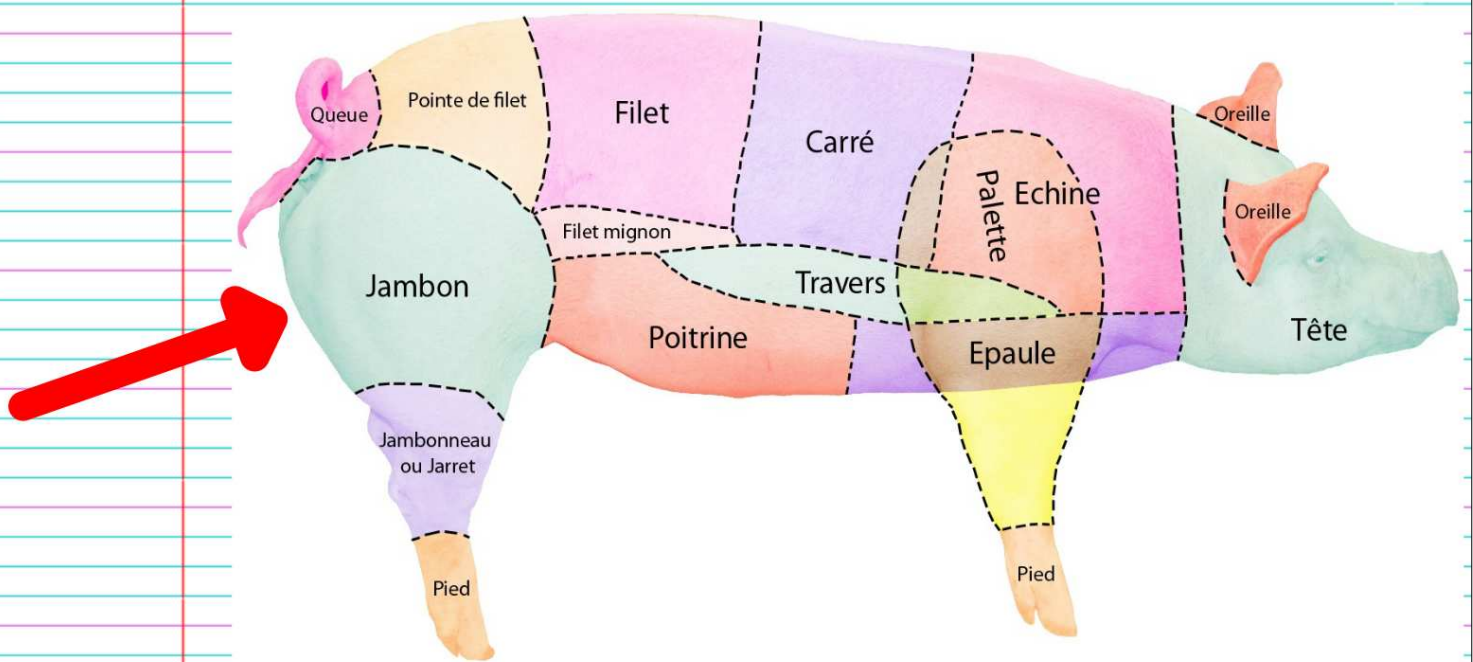 Queue
Pointe de filet
Filet
Carré
Oreille
Palette
Echine
Oreille
Filet mignon
Jambon
Travers
Poitrine
Epaule
Tête
Jambonneau
ou Jarret
Pied
Pied